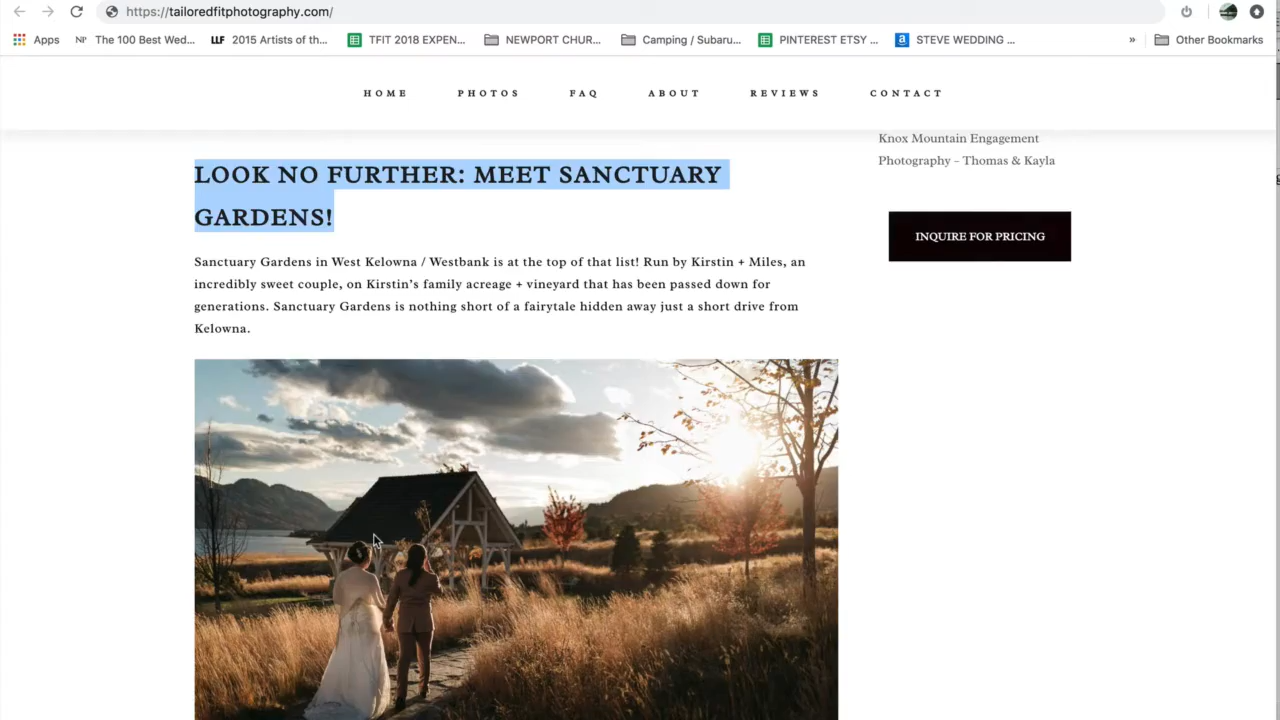 https://tailoredfitphotography.com/
Apps NP The 100 Best Wed... LLF 2015 Artists of th... TFIT 2018 EXPEN... NEWPORT CHUR... Camping / Subaru... PINTEREST ETSY ... a STEVE WEDDING ... » Other Bookmarks
HOME PHOTOS FAQ ABOUT REVIEWS CONTACT
Knox Mountain Engagement
Photography – Thomas & Kayla
INQUIRE FOR PRICING
LOOK NO FURTHER: MEET SANCTUARY
GARDENS!
Sanctuary Gardens in West Kelowna / Westbank is at the top of that list! Run by Kirstin + Miles, an
incredibly sweet couple, on Kirstin's family acreage + vineyard that has been passed down for
generations. Sanctuary Gardens is nothing short of a fairytale hidden away just a short drive from
Kelowna.